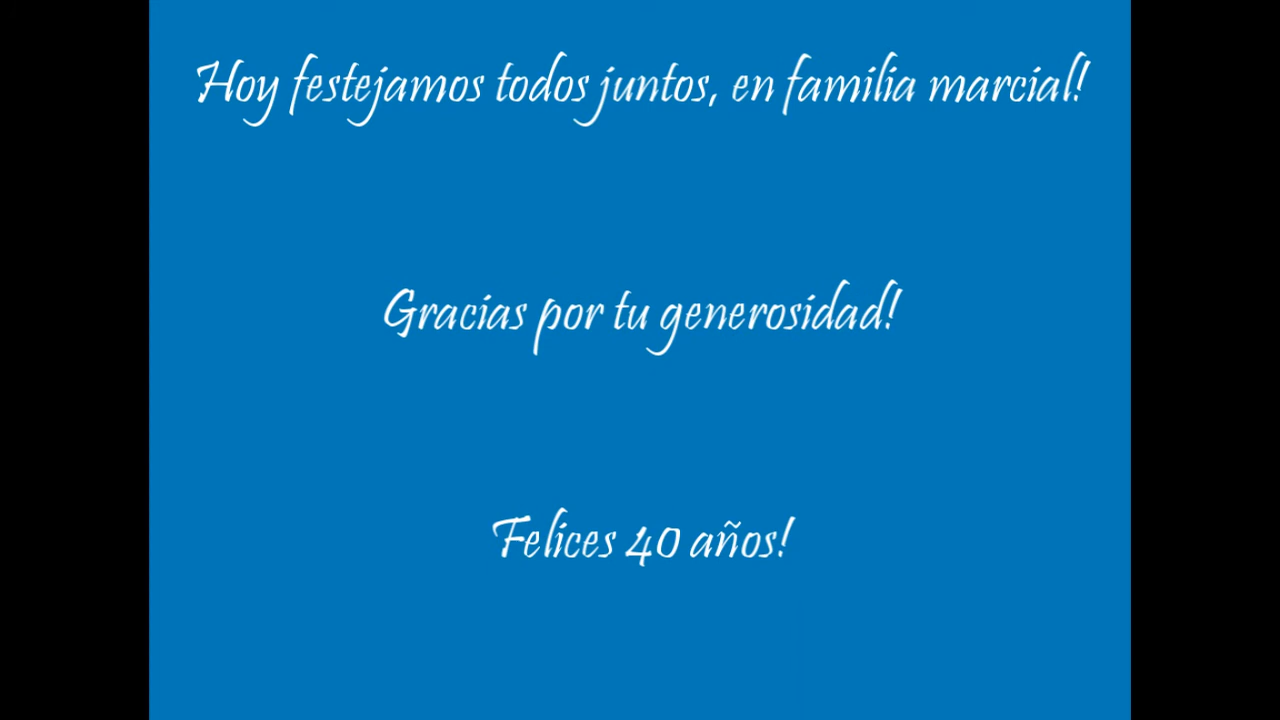 Hoy festejamos todos juntos, en familia marcial!
Gracias por tu generosidad!
Felices 40 años!